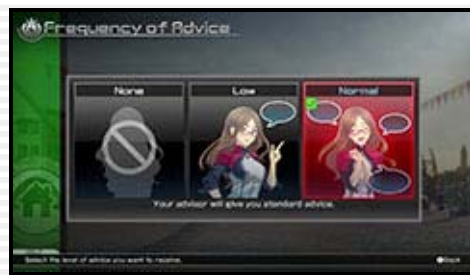 Frequency of Advice
None
Low
Normal
Your advisor will give you standard advice.
Select the level of advice you want to receive.
Back